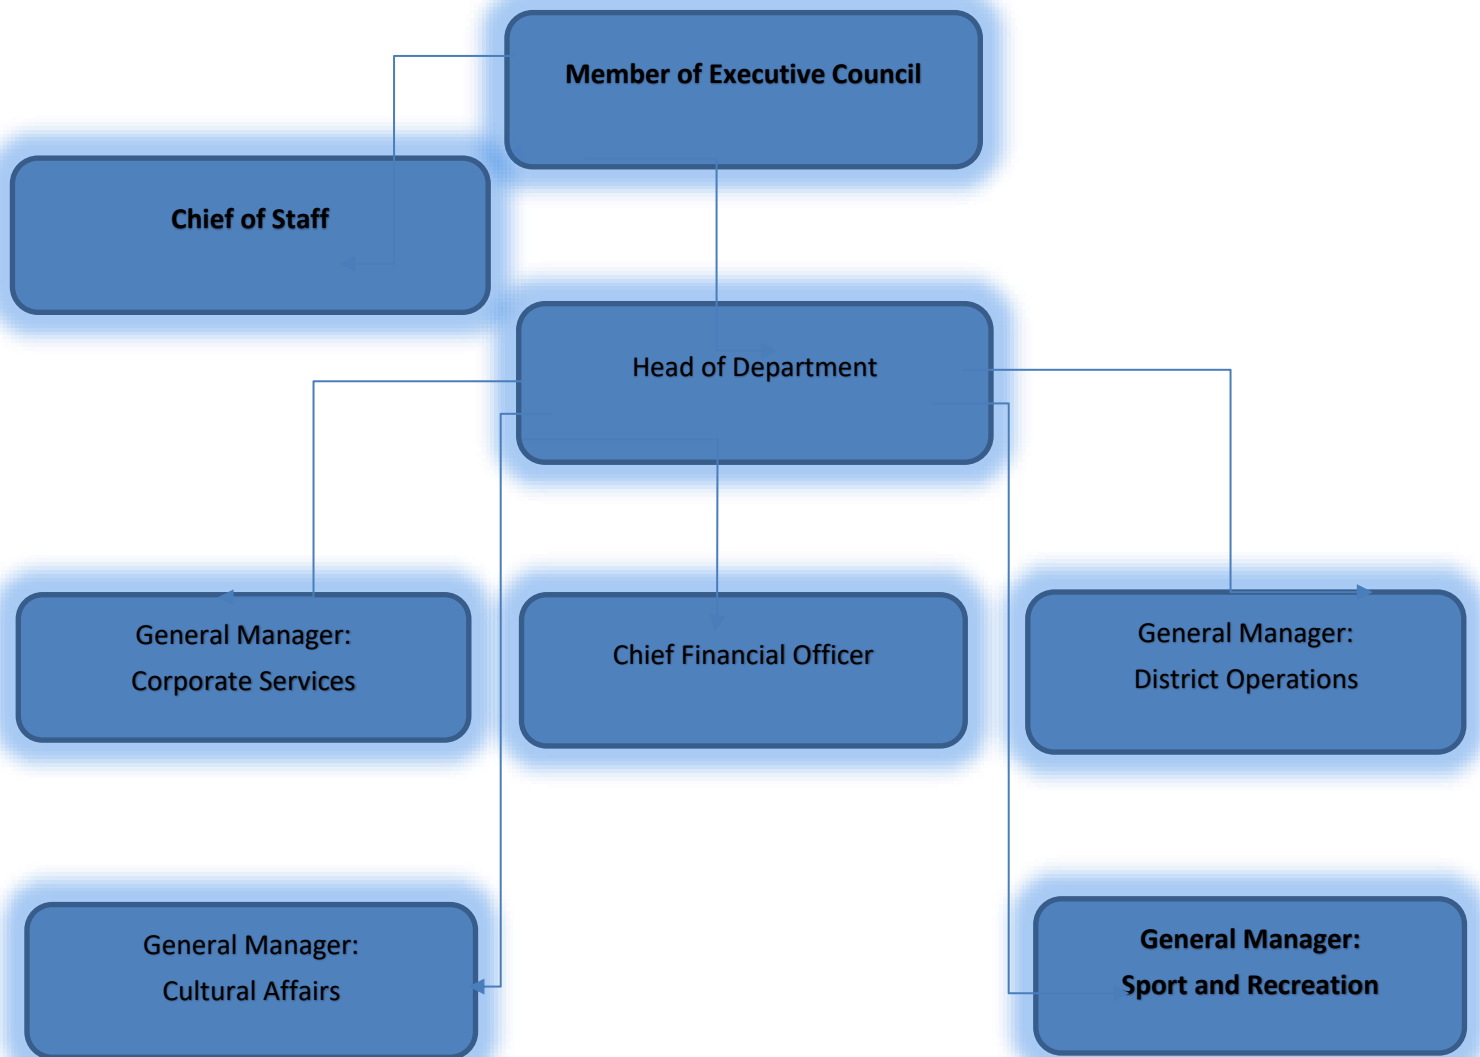 Member of Executive Council
Chief of Staff
Head of Department
General Manager:
Corporate Services
Chief Financial Officer
General Manager:
District Operations
General Manager:
Cultural Affairs
General Manager:
Sport and Recreation